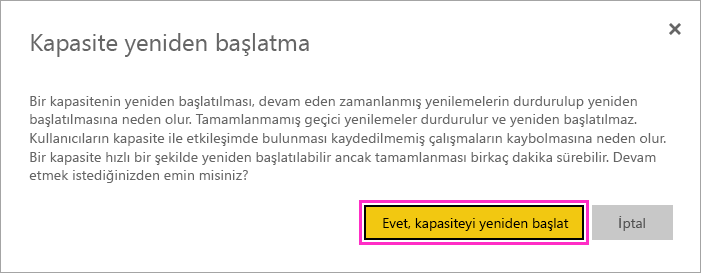 Kapasite yeniden başlatma
Bir kapasitenin yeniden başlatılması, devam eden zamanlanmış yenilemelerin durdurulup yeniden
başlatılmasına neden olur. Tamamlanmamış geçici yenilemeler durdurulur ve yeniden başlatılmaz.
Kullanıcıların kapasite ile etkileşimde bulunması kaydedilmemiş çalışmaların kaybolmasına neden olur.
Bir kapasite hızlı bir şekilde yeniden başlatılabilir ancak tamamlanması birkaç dakika sürebilir. Devam
etmek istediğinizden emin misiniz?
Evet, kapasiteyi yeniden başlat
İptal